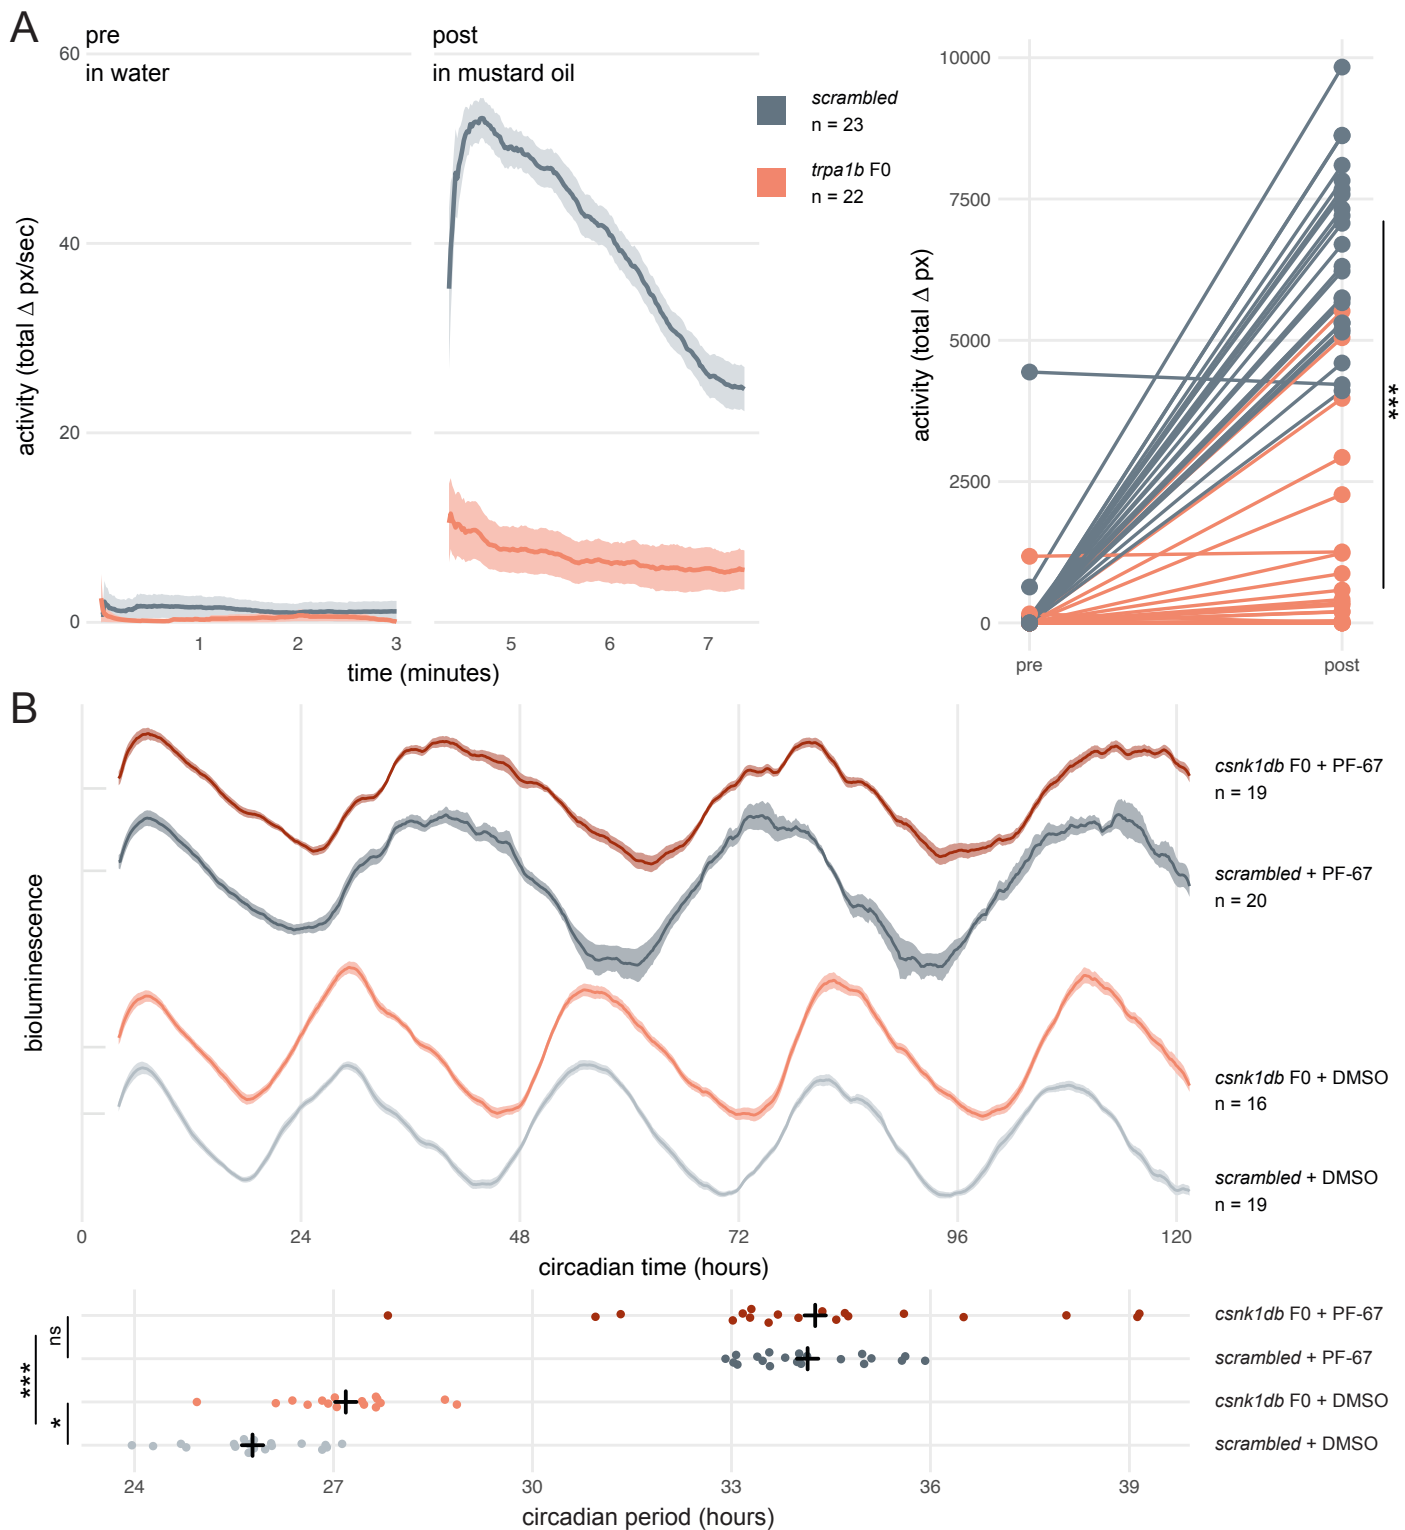 A
pre
in water
post
in mustard oil
scrambled
n = 23
trpa1b F0
n = 22
60
40
20
0
activity (total Δ px/sec)
1
2
3
5
6
7
time (minutes)
10000
7500
5000
2500
0
activity (total Δ px)
pre
post
***
B
bioluminescence
csnk1db F0 + PF-67
n = 19
scrambled + PF-67
n = 20
csnk1db F0 + DMSO
n = 16
scrambled + DMSO
n = 19
0
24
48
72
96
120
circadian time (hours)
ns
***
*
csnk1db F0 + PF-67
scrambled + PF-67
csnk1db F0 + DMSO
scrambled + DMSO
24
27
30
33
36
39
circadian period (hours)